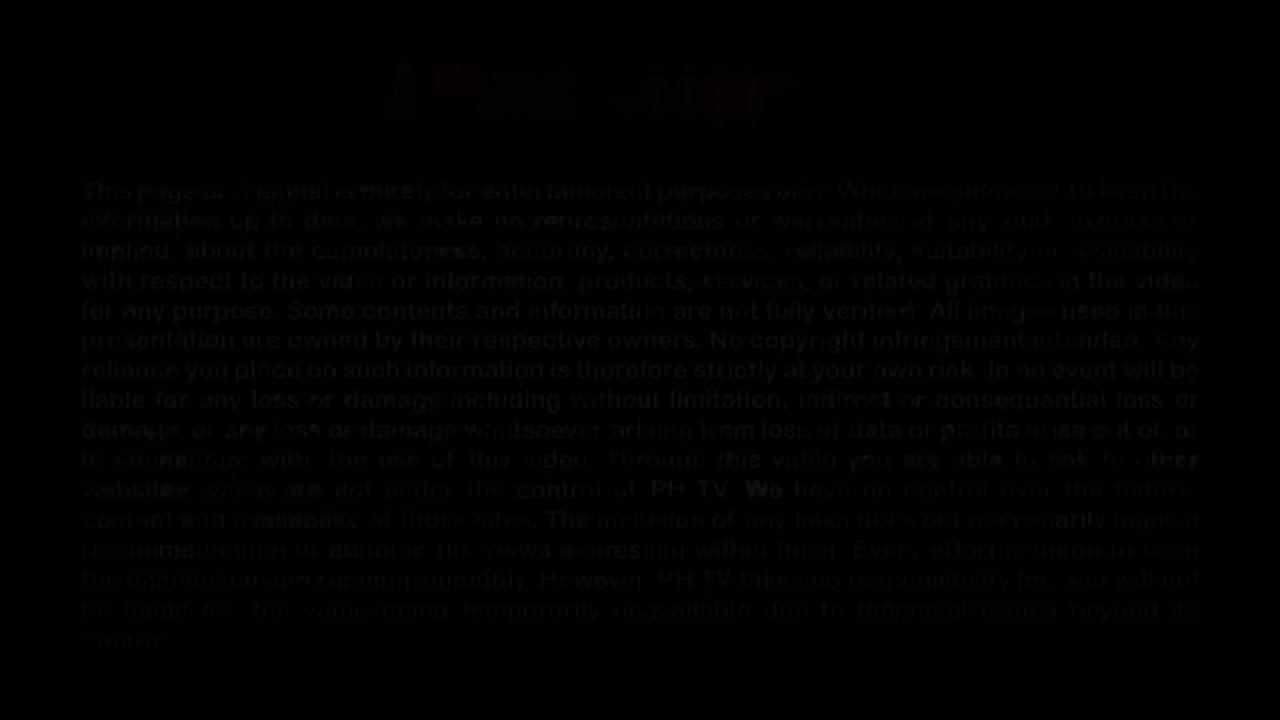 This page or Channel is merely for entertainment purposes only. While we to keep the
information up to date, we make no representations or warranties of any kind, express or
implied, about the completeness, accuracy, correctness, reliability, suitability or availability
with respect to the video or information, products, services, or related graphics in the video
for any purpose. Some contents and information are not fully verified. All images used in this
presentation are owned by their respective owners. No copyright infringement intended. Any
reliance you place on such information is therefore strictly at your own risk. In no event will be
liable for any loss or damage including without limitation, indirect or consequential loss or
damage, or any loss or damage whatsoever arising from loss of data or profits arise out of, or
in connection with, the use of this video. Through this video you are able to link to other
websites which are not under the control of PH TV. We have no control over the nature,
content and availability of those sites. The inclusion of any links does not necessarily imply a
recommendation or endorse the views expressed within them. Every effort is made to keep
the up and running smoothly. However, PH TV takes no responsibility for, and will not
be liable for, the video being temporarily unavailable due to technical issues beyond its
control.